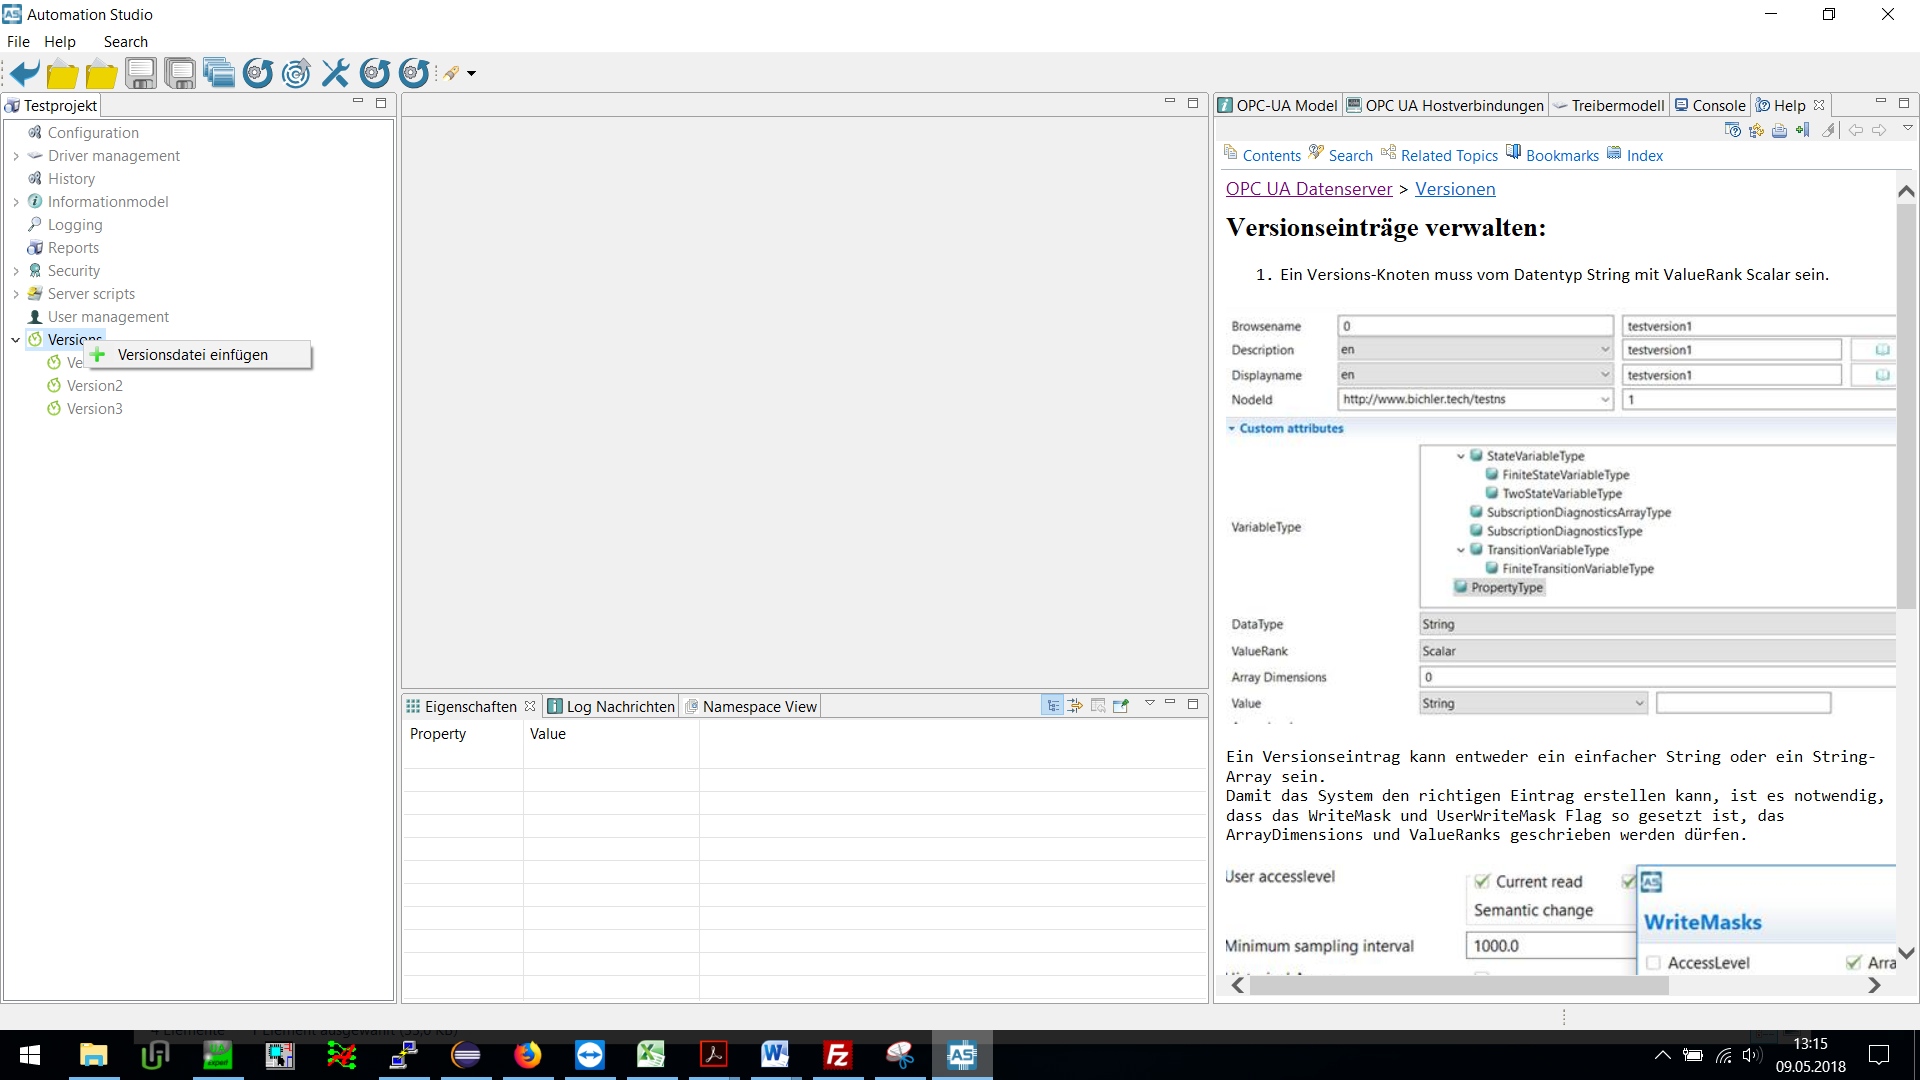 Automation Studio
File Help Search
Testprojekt
Configuration
Driver management
History
Informationmodel
Logging
Reports
Security
Server scripts
User management
Versions
Versionsdatei einfügen
Version2
Version3
Eigenschaften Log Nachrichten Namespace View
Property Value
OPC-UA Model OPC UA Hostverbindungen Treibermodell Console Help
Contents Search Related Topics Bookmarks Index
OPC UA Datenserver > Versionen
Versionseinträge verwalten:
1. Ein Versions-Knoten muss vom Datentyp String mit ValueRank Scalar sein.
Browsename 0 testversion1
Description en testversion1
Displayname en testversion1
NodeId http://www.bichler.tech/testns 1
Custom attributes
StateVariableType
FiniteStateVariableType
TwoStateVariableType
SubscriptionDiagnosticsArrayType
VariableType
SubscriptionDiagnosticsType
TransitionVariableType
FiniteTransitionVariableType
PropertyType
DataType String
ValueRank Scalar
Array Dimensions 0
Value String
Ein Versionseintrag kann entweder ein einfacher String oder ein String-
Array sein.
Damit das System den richtigen Eintrag erstellen kann, ist es notwendig,
dass das WriteMask und UserWriteMask Flag so gesetzt ist, das
ArrayDimensions und ValueRanks geschrieben werden dürfen.
User accesslevel Current read
Semantic change
WriteMasks
Minimum sampling interval 1000.0
AccessLevel Arra
13:15
09.05.2018